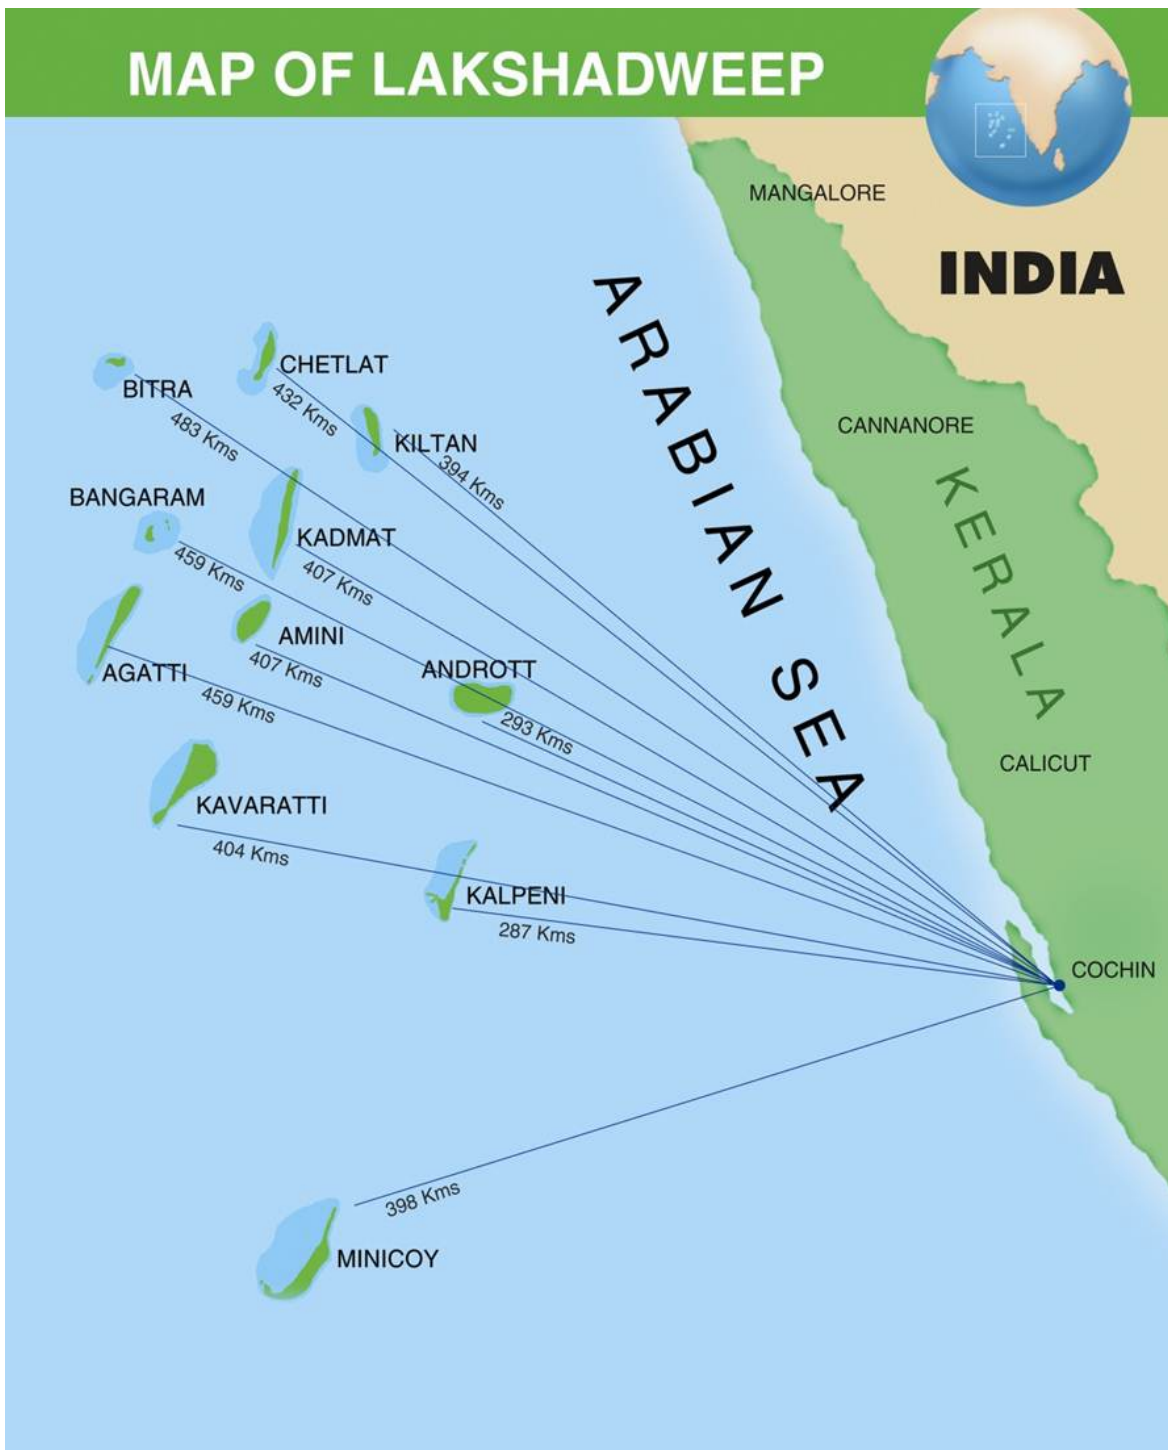 MAP OF LAKSHADWEEP
MANGALORE
INDIA
ARABIAN SEA
CHETLAT
432 Kms
BITRA
483 Kms
KILTAN
394 Kms
CANNANORE
KERALA
BANGARAM
459 Kms
KADMAT
407 Kms
AMINI
407 Kms
AGATTI
459 Kms
ANDROTT
293 Kms
CALICUT
KAVARATTI
404 Kms
KALPENI
287 Kms
COCHIN
398 Kms
MINICOY